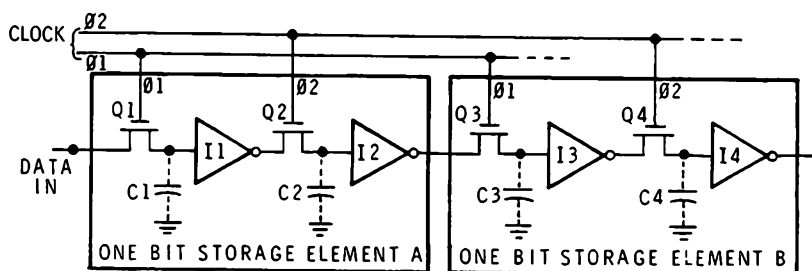 Ø2
CLOCK
Ø1
Ø1 Ø2 Ø1 Ø2
Q1 Q2 Q3 Q4
I1 I2 I3 I4
DATA
IN
C1 C2 C3 C4
ONE BIT STORAGE ELEMENT A ONE BIT STORAGE ELEMENT B